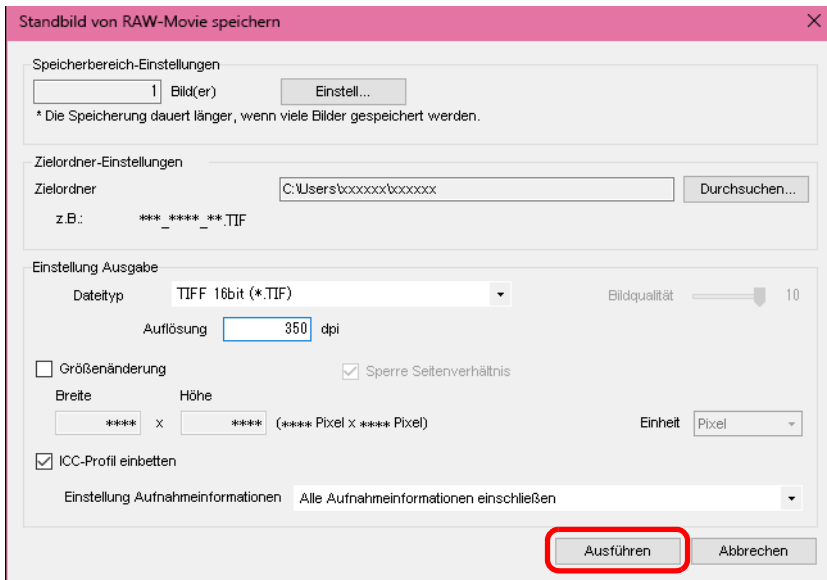 Standbild von RAW-Movie speichern
Speicherbereich-Einstellungen
1 Bild(er) Einstell...
* Die Speicherung dauert länger, wenn viele Bilder gespeichert werden.
Zielordner-Einstellungen
Zielordner C:\Users\xxxxxx\xxxxxx Durchsuchen...
z.B.: ***_****_**.TIF
Einstellung Ausgabe
Dateityp TIFF 16bit (*.TIF) Bildqualität 10
Auflösung 350 dpi
Größenänderung Sperre Seitenverhältnis
Breite Höhe
**** x **** (**** Pixel x **** Pixel) Einheit Pixel
ICC-Profil einbetten
Einstellung Aufnahmeinformationen Alle Aufnahmeinformationen einschließen
Ausführen Abbrechen